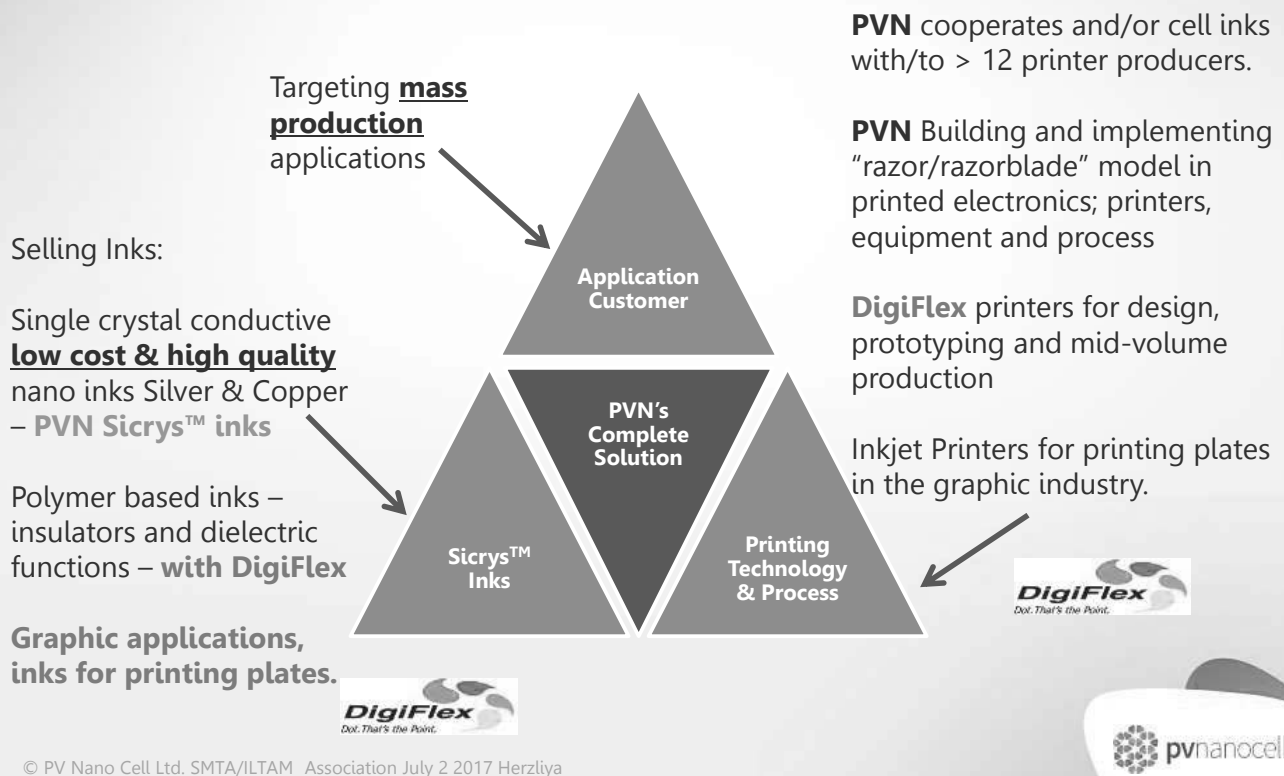 Targeting mass
production
applications
Selling Inks:
Single crystal conductive
low cost & high quality
nano inks Silver & Copper
– PVN Sicrys™ inks
Polymer based inks –
insulators and dielectric
functions – with DigiFlex
Graphic applications,
inks for printing plates.
DigiFlex
Dot. That's the Point.
Application
Customer
PVN's
Complete
Solution
Sicrys™
Inks
Printing
Technology
& Process
PVN cooperates and/or cell inks
with/to > 12 printer producers.
PVN Building and implementing
“razor/razorblade” model in
printed electronics; printers,
equipment and process
DigiFlex printers for design,
prototyping and mid-volume
production
Inkjet Printers for printing plates
in the graphic industry.
DigiFlex
Dot. That's the Point.
pvnanocell
© PV Nano Cell Ltd. SMTA/ILTAM Association July 2 2017 Herzliya